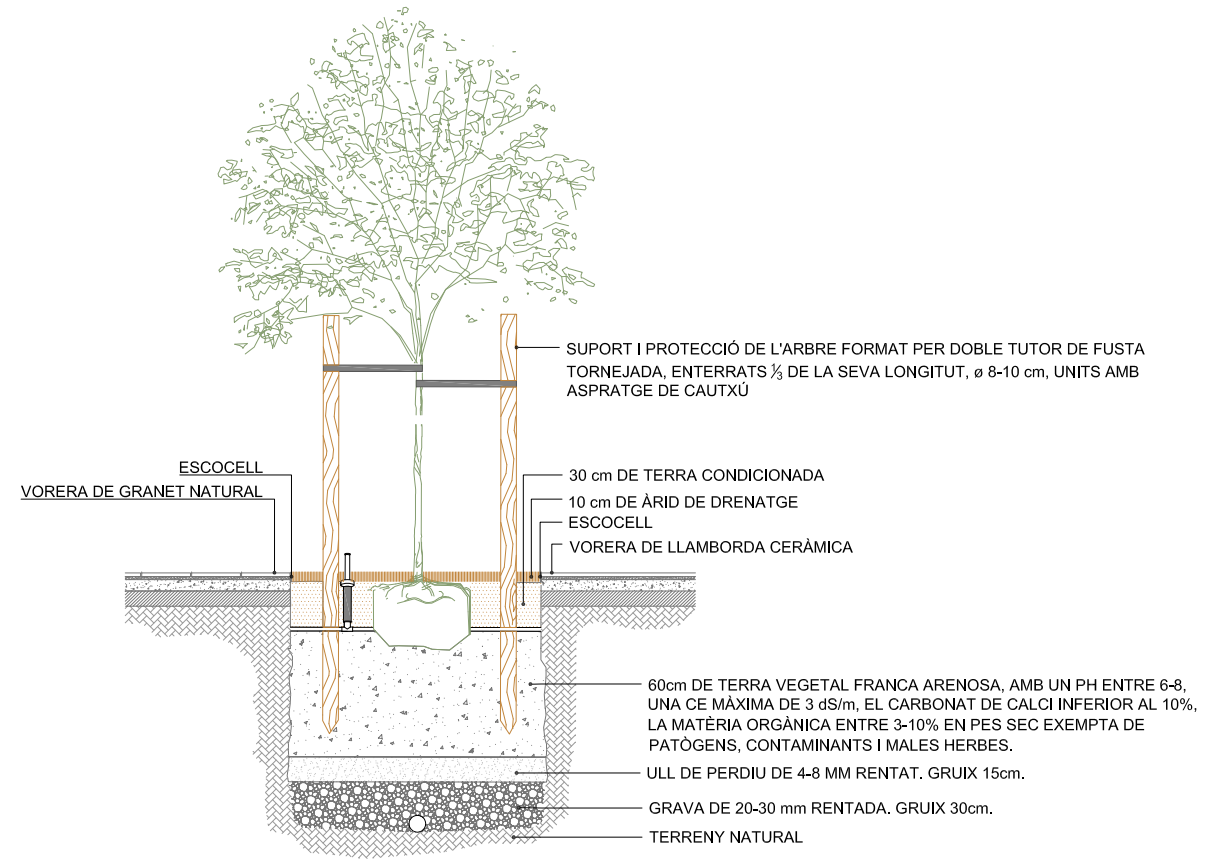 SUPORT I PROTECCIÓ DE L'ARBRE FORMAT PER DOBLE TUTOR DE FUSTA
TORNEJADA, ENTERRATS ⅓ DE LA SEVA LONGITUT, ø 8-10 cm, UNITS AMB
ASPRATGE DE CAUTXÚ
ESCOCELL
VORERA DE GRANET NATURAL
30 cm DE TERRA CONDICIONADA
10 cm DE ÀRID DE DRENATGE
ESCOCELL
VORERA DE LLAMBORDA CERÀMICA
60cm DE TERRA VEGETAL FRANCA ARENOSA, AMB UN PH ENTRE 6-8,
UNA CE MÀXIMA DE 3 dS/m, EL CARBONAT DE CALCI INFERIOR AL 10%,
LA MATÈRIA ORGÀNICA ENTRE 3-10% EN PES SEC EXEMPTA DE
PATÒGENS, CONTAMINANTS I MALES HERBES.
ULL DE PERDIU DE 4-8 MM RENTAT. GRUIX 15cm.
GRAVA DE 20-30 mm RENTADA. GRUIX 30cm.
TERRENY NATURAL